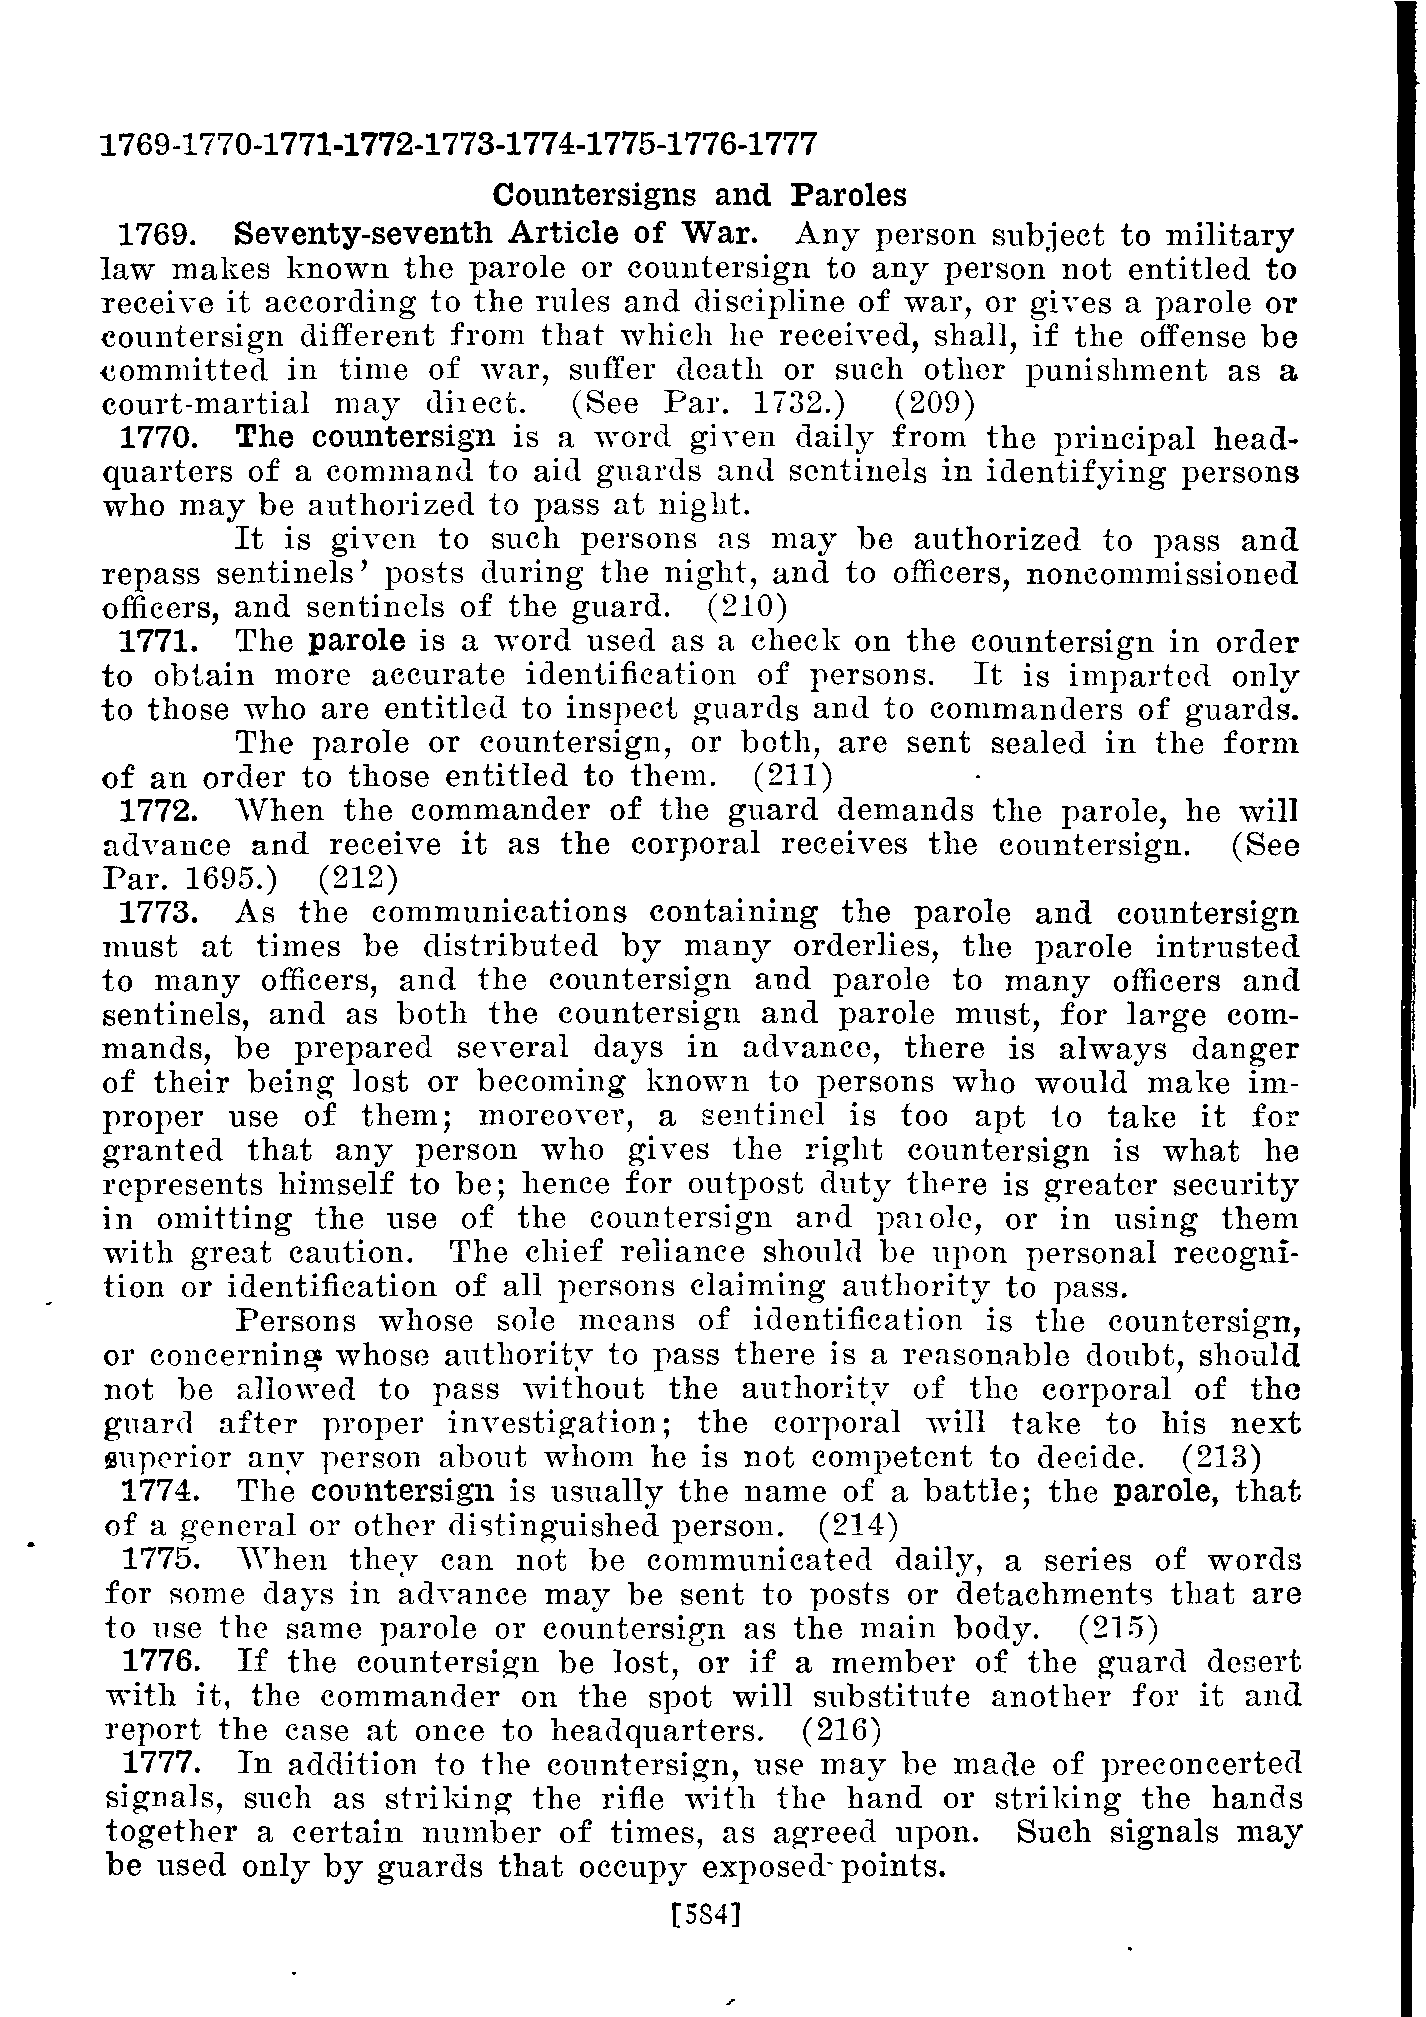 1769-1770-1771-1772-1773-1774-1775-1776-1777
Countersigns and Paroles
1769. Seventy-seventh Article of War. Any person subject to military
law makes known the parole or countersign to any person not entitled to
receive it according to the rules and discipline of war, or gives a parole or
countersign different from that which he received, shall, if the offense be
committed in time of war, suffer death or such other punishment as a
court-martial may direct. (See Par. 1732.) (209)
1770. The countersign is a word given daily from the principal head-
quarters of a command to aid guards and sentinels in identifying persons
who may be authorized to pass at night.
It is given to such persons as may be authorized to pass and
repass sentinels' posts during the night, and to officers, noncommissioned
officers, and sentinels of the guard. (210)
1771. The parole is a word used as a check on the countersign in order
to obtain more accurate identification of persons. It is imparted only
to those who are entitled to inspect guards and to commanders of guards.
The parole or countersign, or both, are sent sealed in the form
of an order to those entitled to them. (211)
1772. When the commander of the guard demands the parole, he will
advance and receive it as the corporal receives the countersign. (See
Par. 1695.) (212)
1773. As the communications containing the parole and countersign
must at times be distributed by many orderlies, the parole intrusted
to many officers, and the countersign and parole to many officers and
sentinels, and as both the countersign and parole must, for large com-
mands, be prepared several days in advance, there is always danger
of their being lost or becoming known to persons who would make im-
proper use of them; moreover, a sentinel is too apt to take it for
granted that any person who gives the right countersign is what he
represents himself to be; hence for outpost duty there is greater security
in omitting the use of the countersign and parole, or in using them
with great caution. The chief reliance should be upon personal recogni-
tion or identification of all persons claiming authority to pass.
Persons whose sole means of identification is the countersign,
or concerning whose authority to pass there is a reasonable doubt, should
not be allowed to pass without the authority of the corporal of the
guard after proper investigation; the corporal will take to his next
superior any person about whom he is not competent to decide. (213)
1774. The countersign is usually the name of a battle; the parole, that
of a general or other distinguished person. (214)
1775. When they can not be communicated daily, a series of words
for some days in advance may be sent to posts or detachments that are
to use the same parole or countersign as the main body. (215)
1776. If the countersign be lost, or if a member of the guard desert
with it, the commander on the spot will substitute another for it and
report the case at once to headquarters. (216)
1777. In addition to the countersign, use may be made of preconcerted
signals, such as striking the rifle with the hand or striking the hands
together a certain number of times, as agreed upon. Such signals may
be used only by guards that occupy exposed points.
[584]